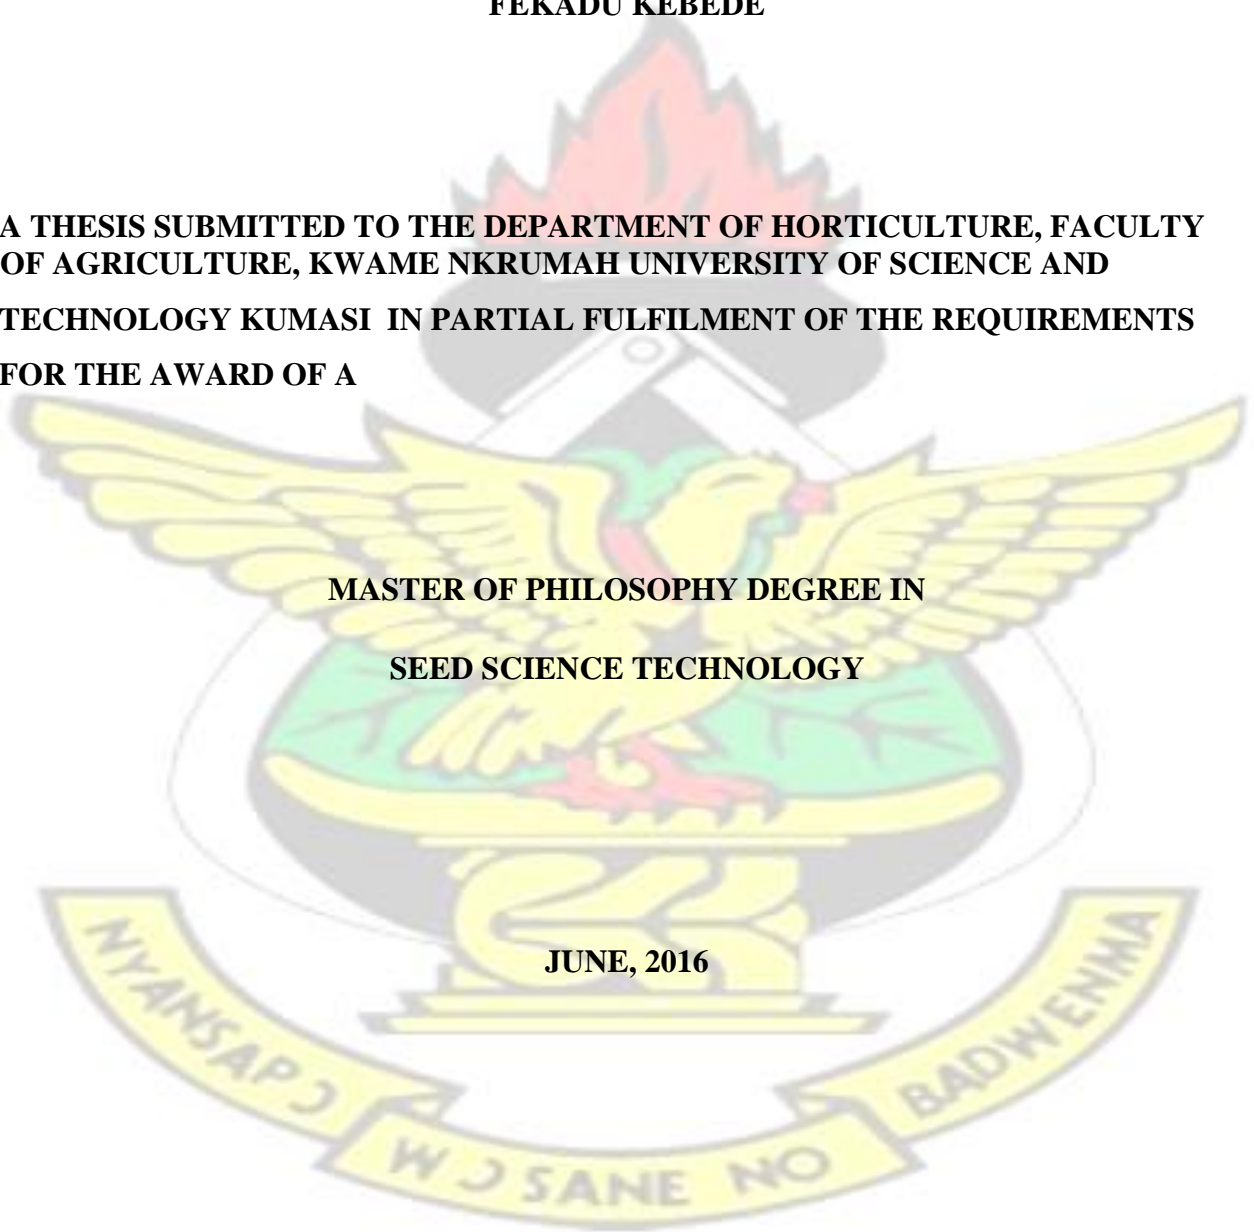 FEKADU KEBEDE
A THESIS SUBMITTED TO THE DEPARTMENT OF HORTICULTURE, FACULTY
OF AGRICULTURE, KWAME NKRUMAH UNIVERSITY OF SCIENCE AND
TECHNOLOGY KUMASI IN PARTIAL FULFILMENT OF THE REQUIREMENTS
FOR THE AWARD OF A
MASTER OF PHILOSOPHY DEGREE IN
SEED SCIENCE TECHNOLOGY
JUNE, 2016
NYANSAPƆ WƆSANE NO BADWENMA